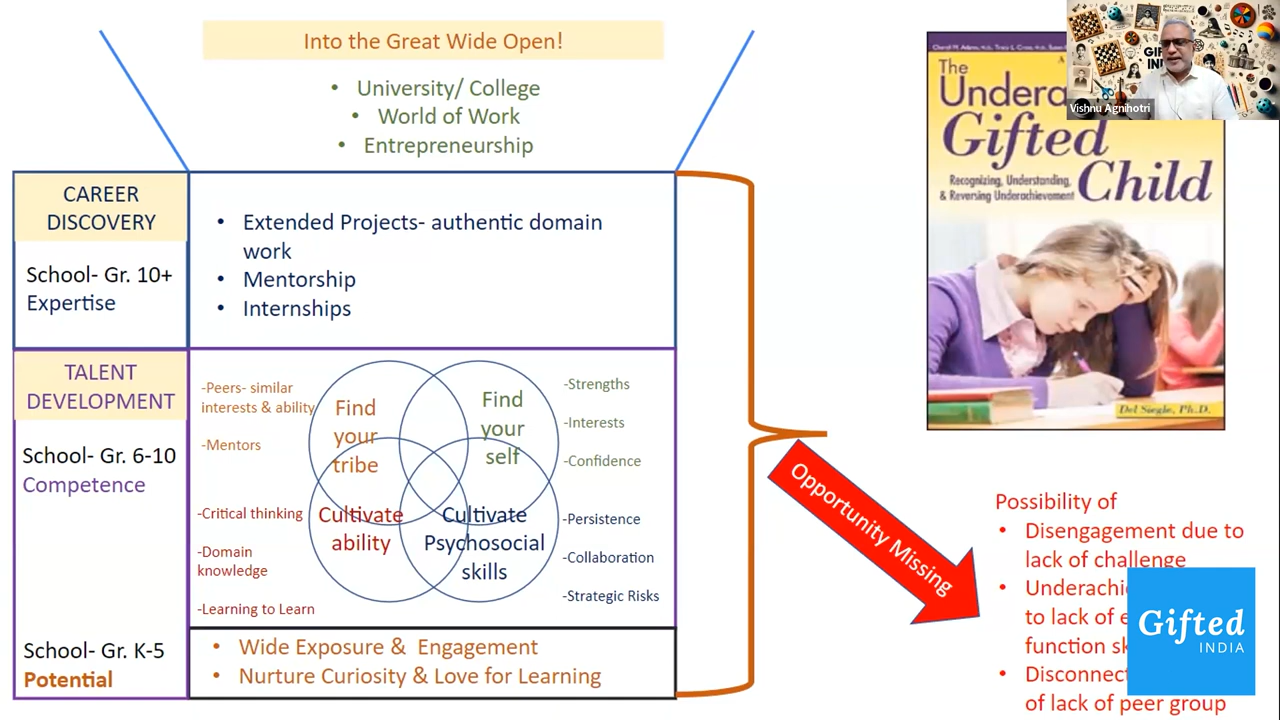 Into the Great Wide Open!
• University/ College
• World of Work
• Entrepreneurship
CAREER
DISCOVERY
School- Gr. 10+
Expertise
• Extended Projects- authentic domain
work
• Mentorship
• Internships
TALENT
DEVELOPMENT
School- Gr. 6-10
Competence
-Peers- similar
interests & ability
-Mentors
Find
your
tribe
Find
your
self
-Strengths
-Interests
-Confidence
-Critical thinking
-Domain
knowledge
-Learning to Learn
Cultivate
ability
Cultivate
Psychosocial
skills
-Persistence
-Collaboration
-Strategic Risks
School- Gr. K-5
Potential
• Wide Exposure & Engagement
• Nurture Curiosity & Love for Learning
Opportunity Missing
The
Gifted
Child
Recognizing, Understanding,
& Reversing Underachievement
Del Siegle, Ph.D.
Vishnu Agnihotri
Possibility of
• Disengagement due to
lack of challenge
• 
to lack of
function
• 
of lack of peer group
Gifted
INDIA